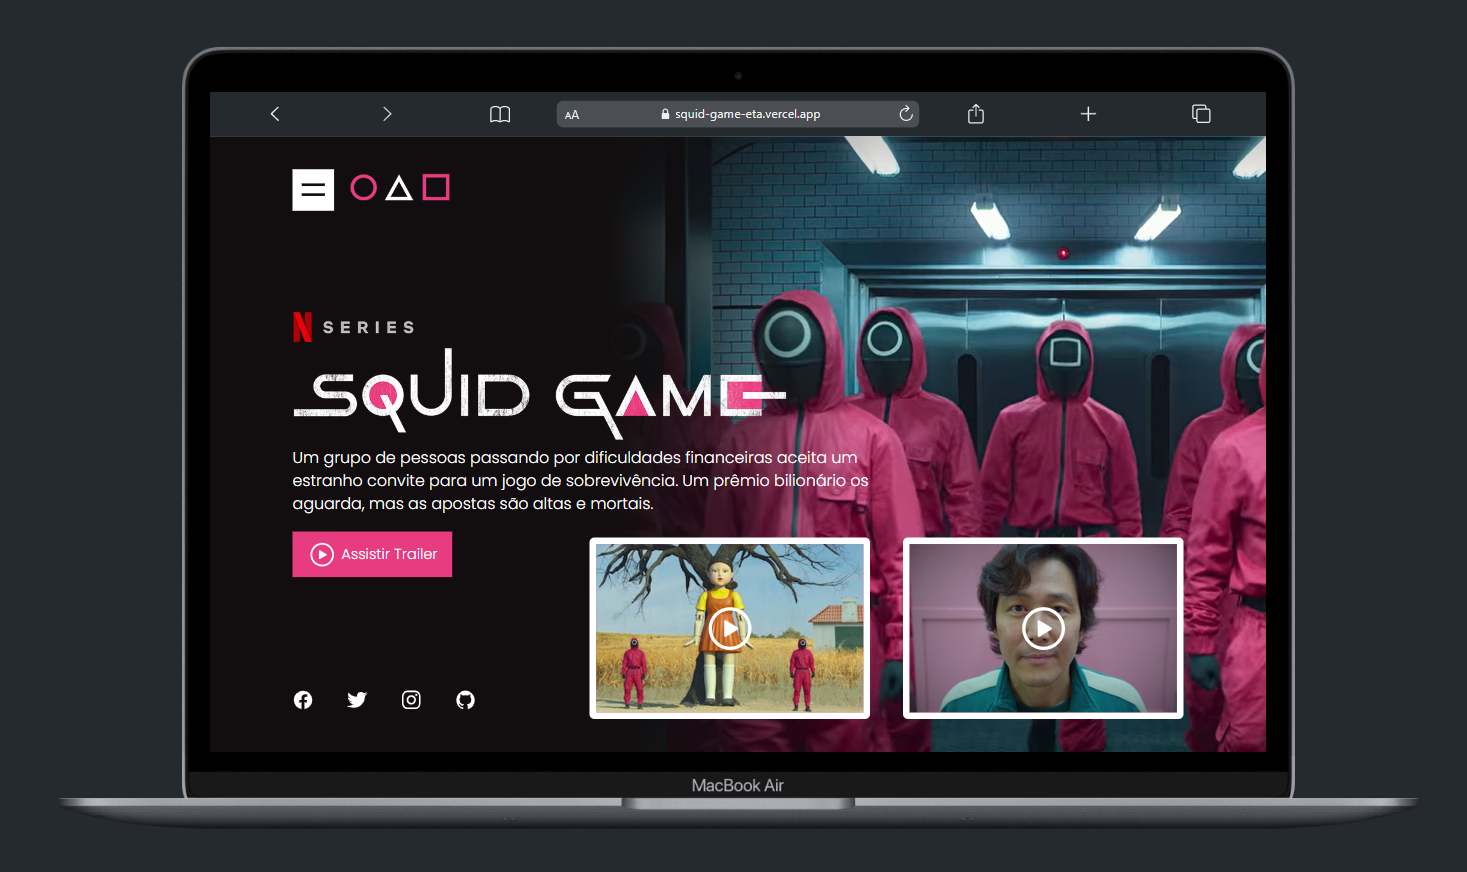 AA squid-game-eta.vercel.app
N SERIES
SQUID GAME
Um grupo de pessoas passando por dificuldades financeiras aceita um
estranho convite para um jogo de sobrevivência. Um prêmio bilionário os
aguarda, mas as apostas são altas e mortais.
Assistir Trailer
MacBook Air